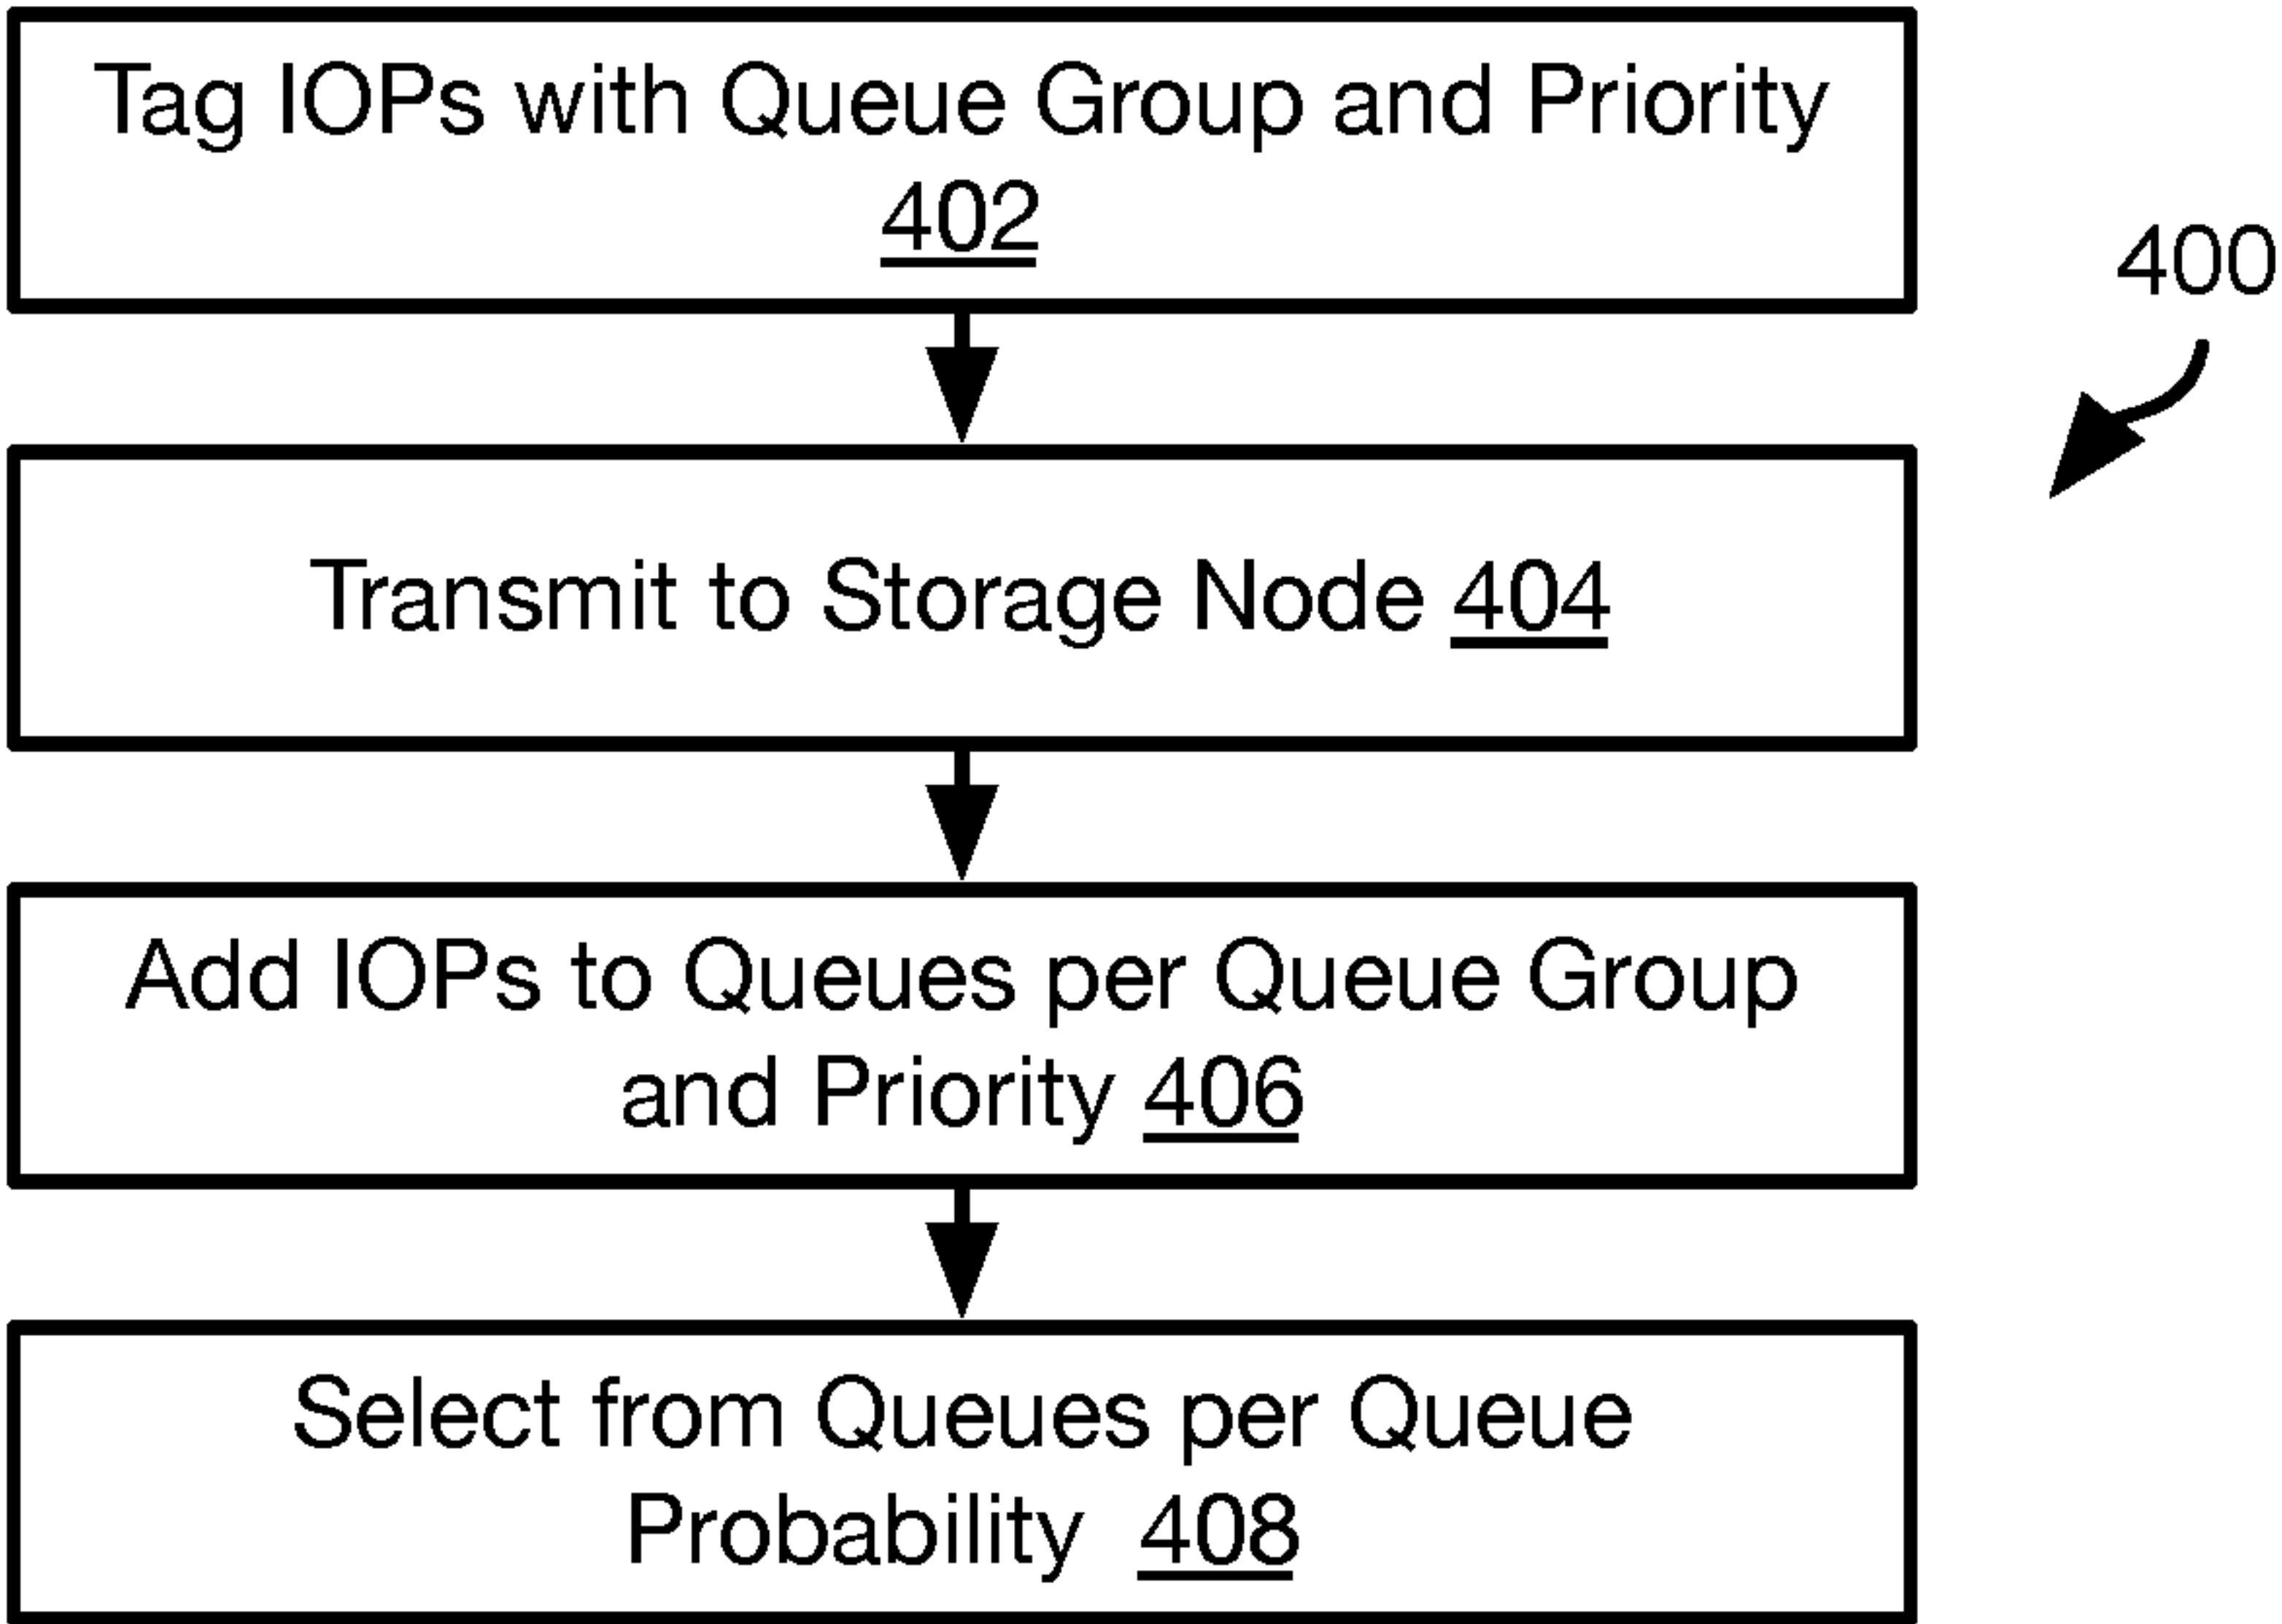 Tag IOPs with Queue Group and Priority
402
400
Transmit to Storage Node 404
Add IOPs to Queues per Queue Group
and Priority 406
Select from Queues per Queue
Probability 408